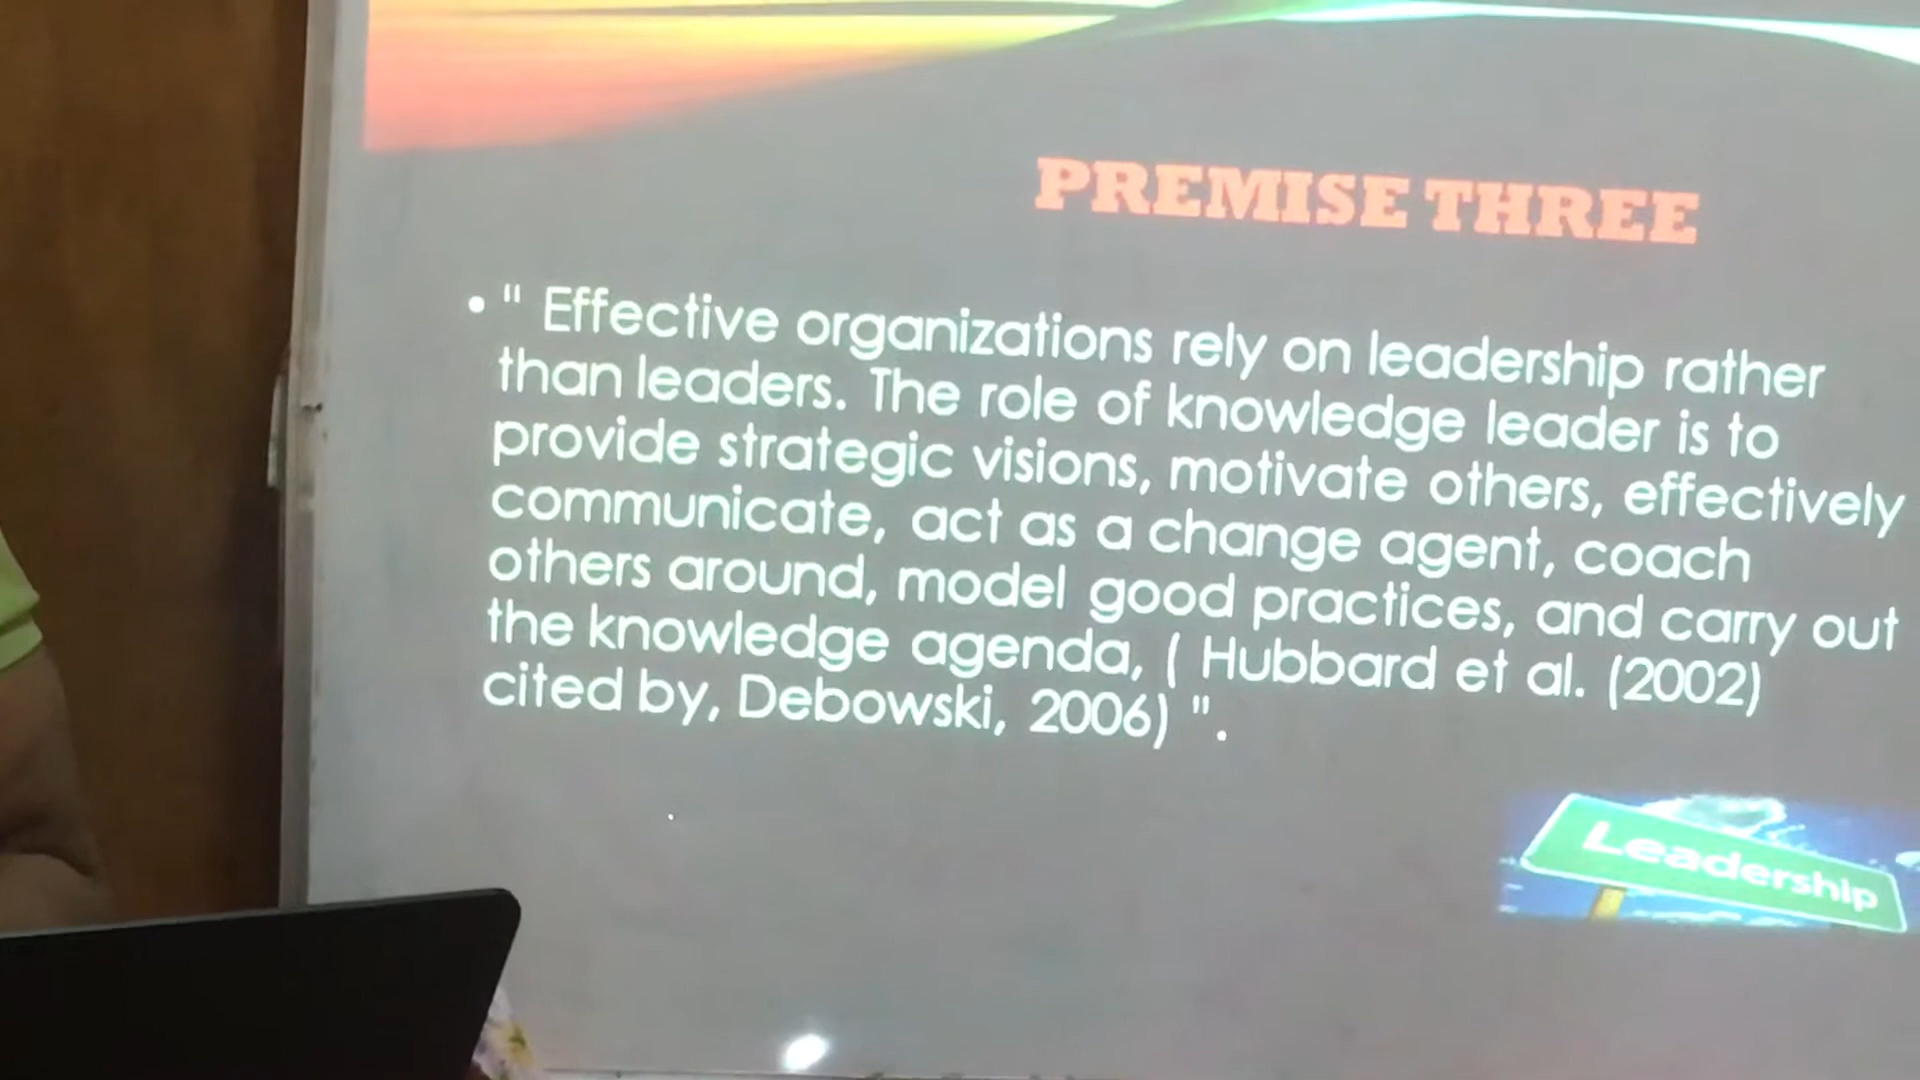 PREMISE THREE
• " Effective organizations rely on leadership rather
than leaders. The role of knowledge leader is to
provide strategic visions, motivate others, effectively
communicate, act as a change agent, coach
others around, model good practices, and carry out
the knowledge agenda, ( Hubbard et al. (2002)
cited by, Debowski, 2006) ".
Leadership